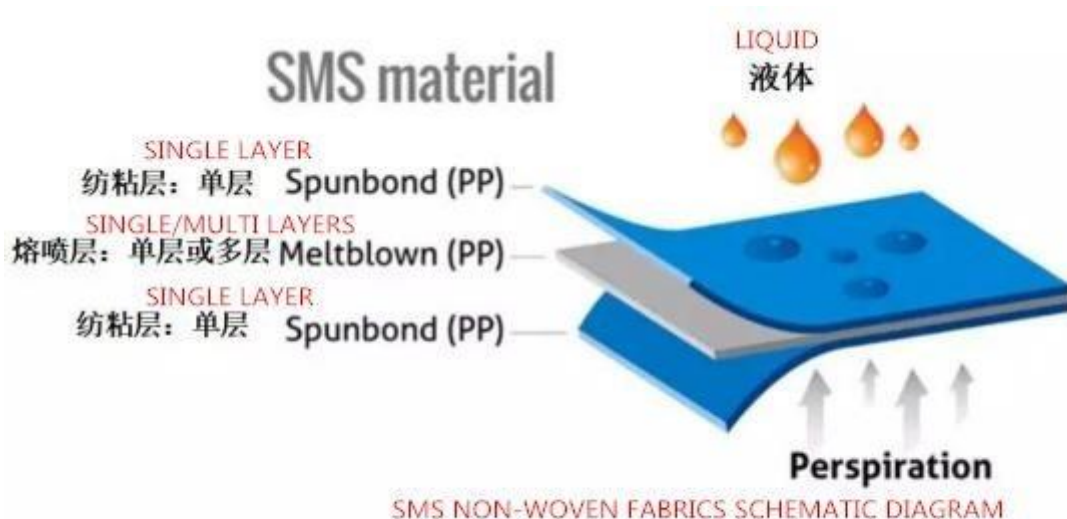 SMS material
LIQUID
液体
SINGLE LAYER
纺粘层：单层 Spunbond (PP)
SINGLE/MULTI LAYERS
熔喷层：单层或多层 Meltblown (PP)
SINGLE LAYER
纺粘层：单层 Spunbond (PP)
Perspiration
SMS NON-WOVEN FABRICS SCHEMATIC DIAGRAM